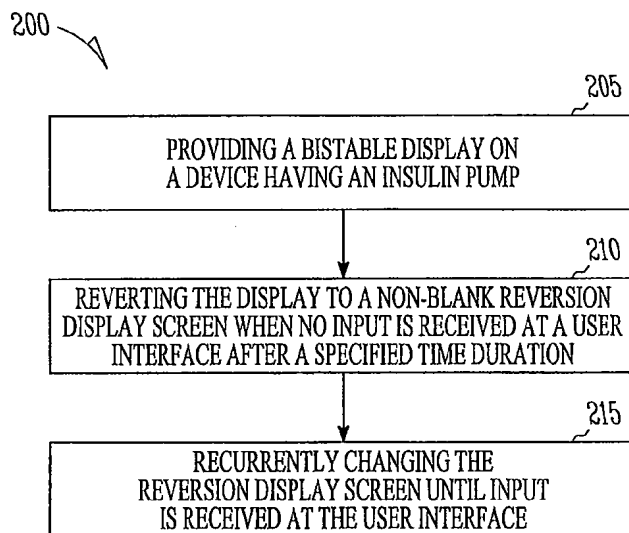 200
205
PROVIDING A BISTABLE DISPLAY ON
A DEVICE HAVING AN INSULIN PUMP
210
REVERTING THE DISPLAY TO A NON-BLANK REVERSION
DISPLAY SCREEN WHEN NO INPUT IS RECEIVED AT A USER
INTERFACE AFTER A SPECIFIED TIME DURATION
215
RECURRENTLY CHANGING THE
REVERSION DISPLAY SCREEN UNTIL INPUT
IS RECEIVED AT THE USER INTERFACE